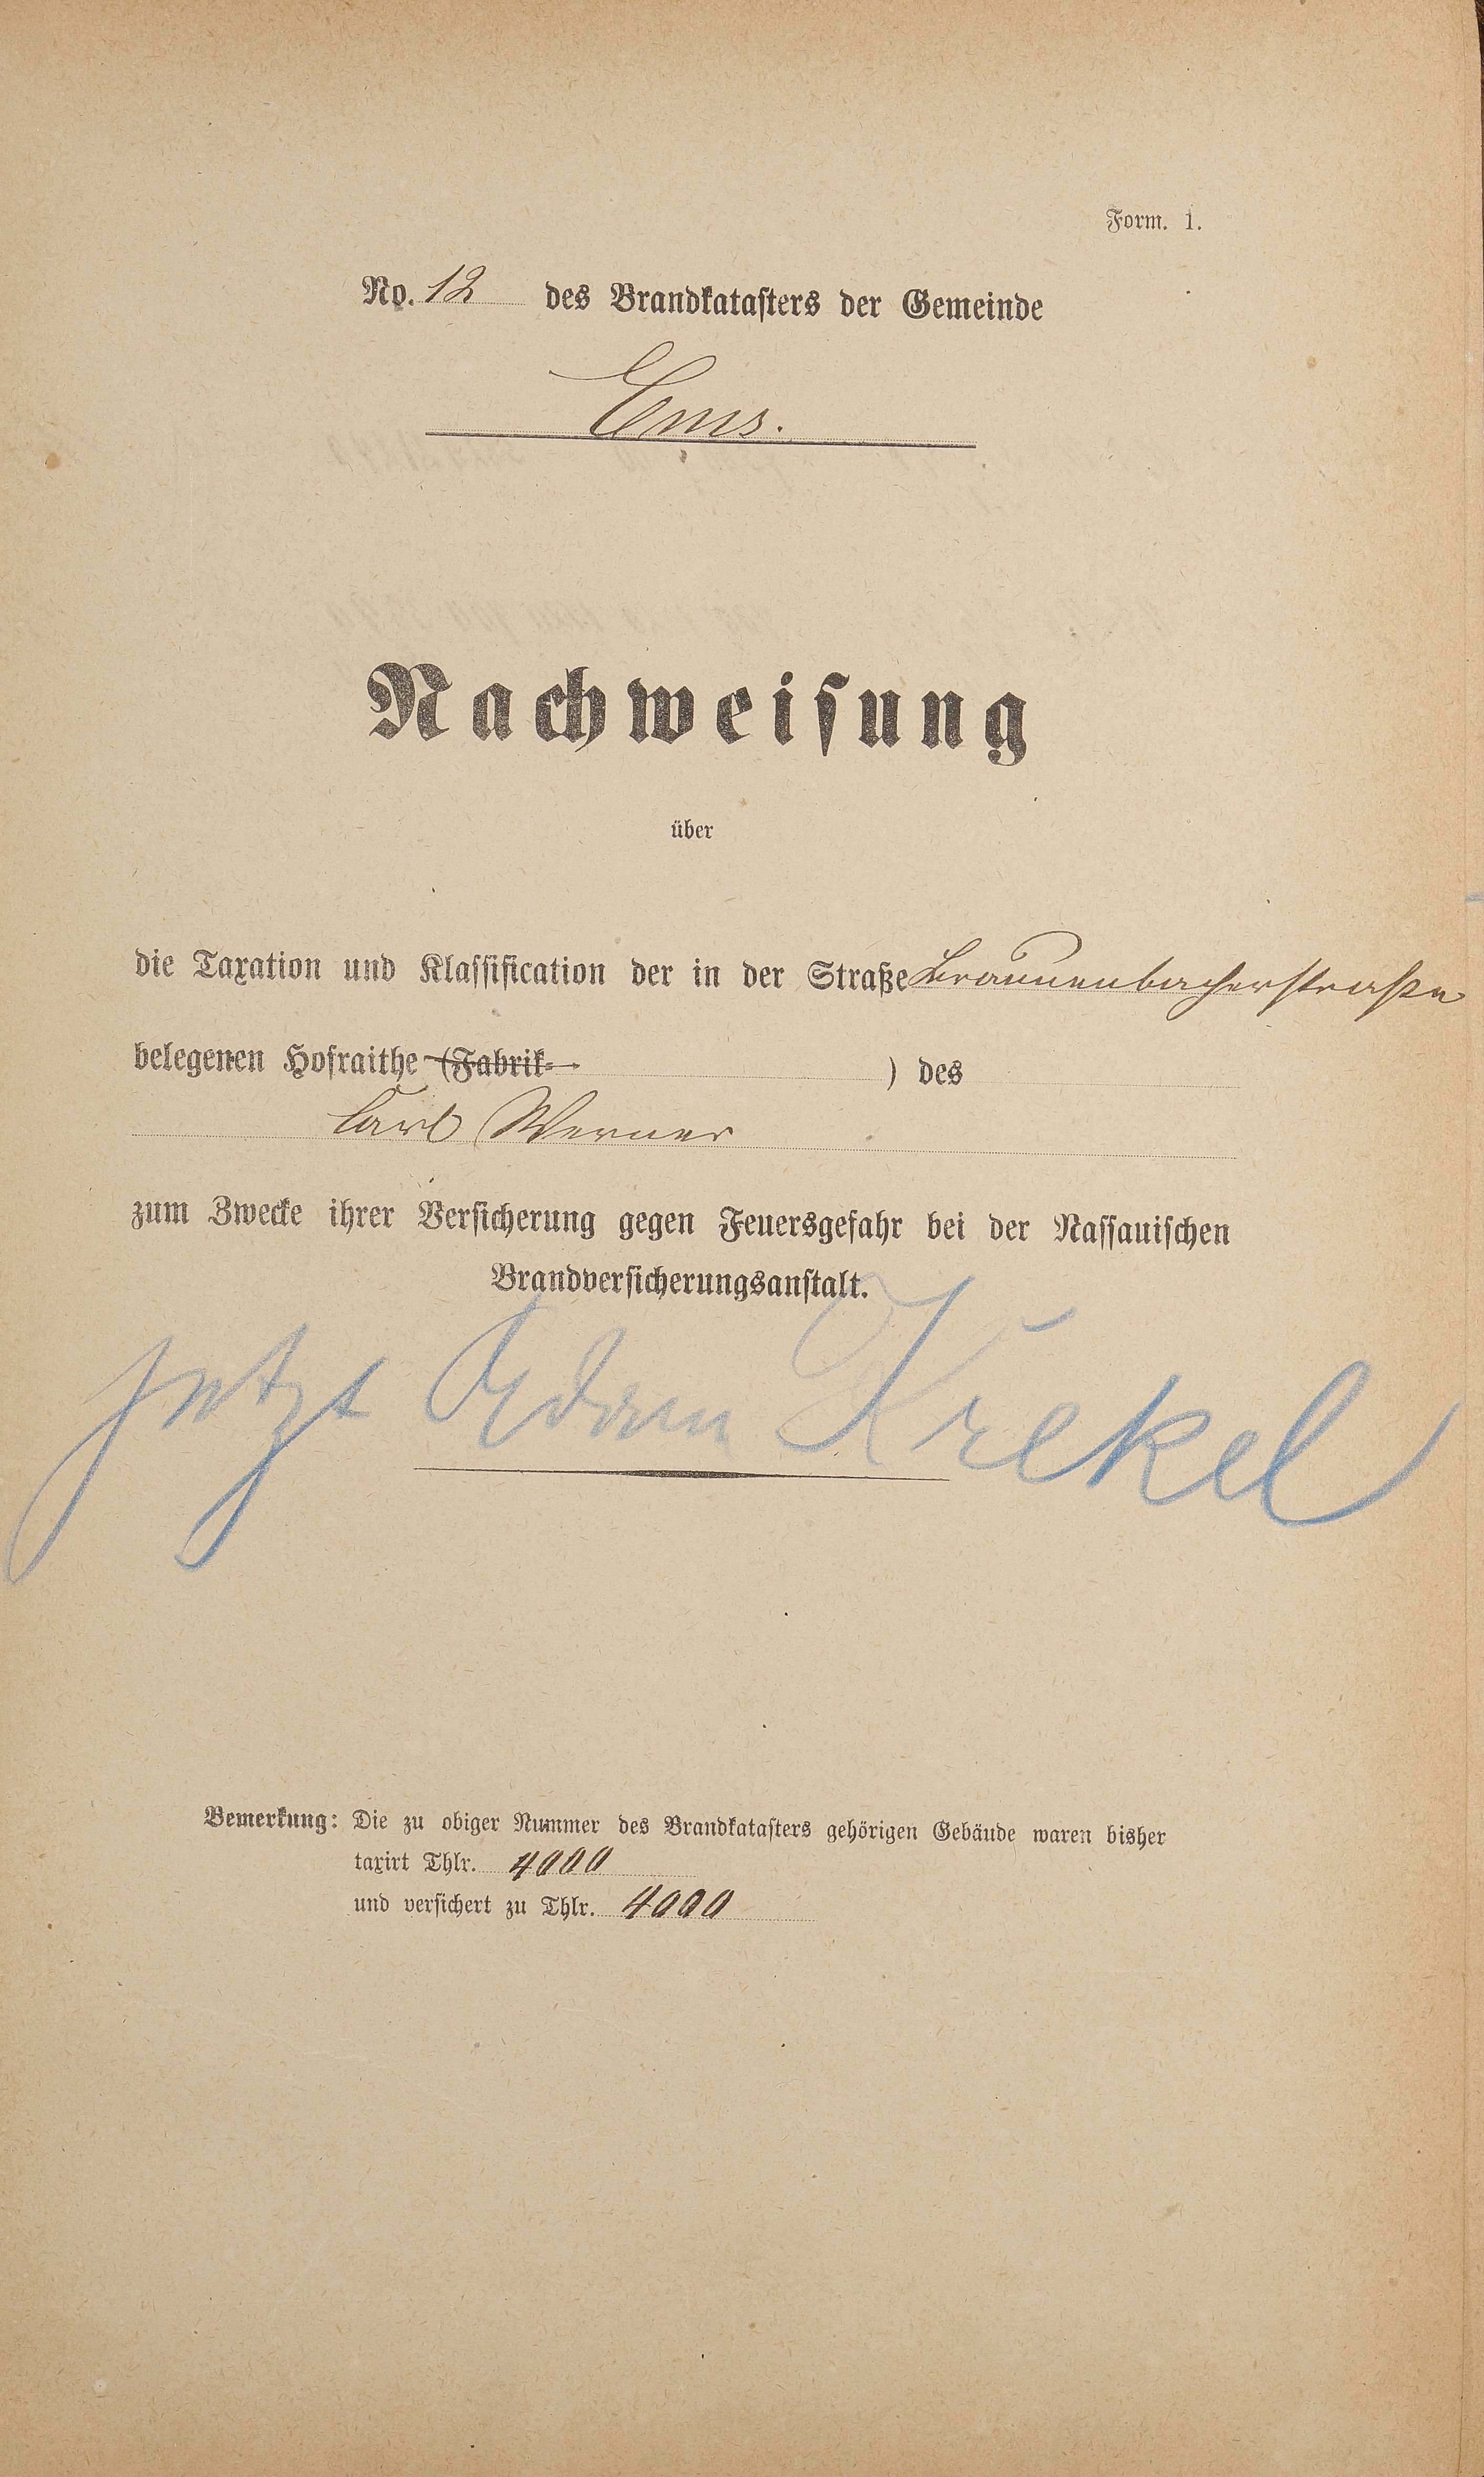 Form. 1.
No. 12 des Brandkatasters der Gemeinde
Ems.
Nachweisung
über
die Taxation und Klassification der in der Straße Braunenbacherstraße
belegenen Hofraithe (Fabrik- ) des
Carl Werner
zum Zwecke ihrer Versicherung gegen Feuersgefahr bei der Nassauischen
Brandversicherungsanstalt.
jetzt Adam Krekel
Bemerkung: Die zu obiger Nummer des Brandkatasters gehörigen Gebäude waren bisher
taxirt Thlr. 4000
und versichert zu Thlr. 4000